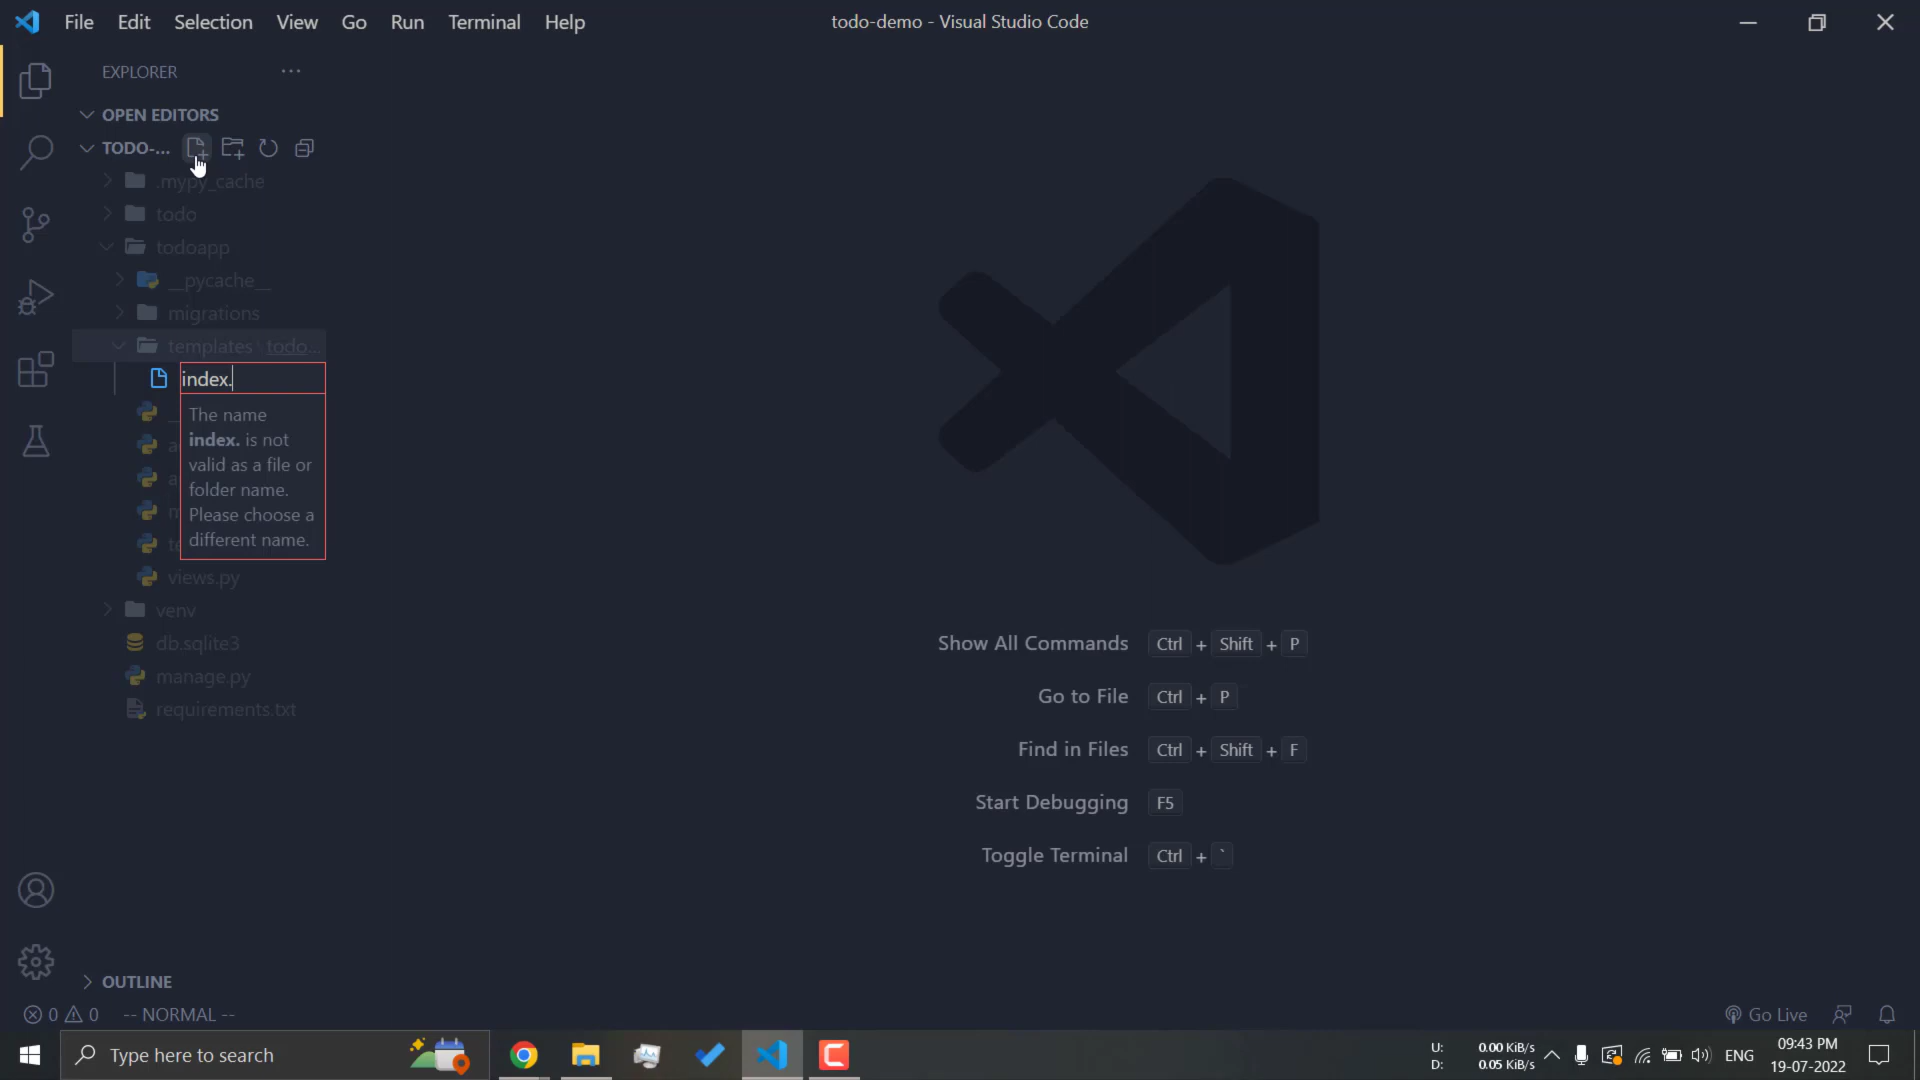 File Edit Selection View Go Run Terminal Help
todo-demo - Visual Studio Code
EXPLORER
OPEN EDITORS
TODO-...
.mypy_cache
todo
todoapp
__pycache__
migrations
templates \ todo...
index.
The name
index. is not
valid as a file or
folder name.
Please choose a
different name.
views.py
venv
db.sqlite3
manage.py
requirements.txt
OUTLINE
Show All Commands Ctrl + Shift + P
Go to File Ctrl + P
Find in Files Ctrl + Shift + F
Start Debugging F5
Toggle Terminal Ctrl + `
0 0 -- NORMAL --
Go Live
Type here to search
U: 0.00 KiB/s
D: 0.05 KiB/s
ENG
09:43 PM
19-07-2022